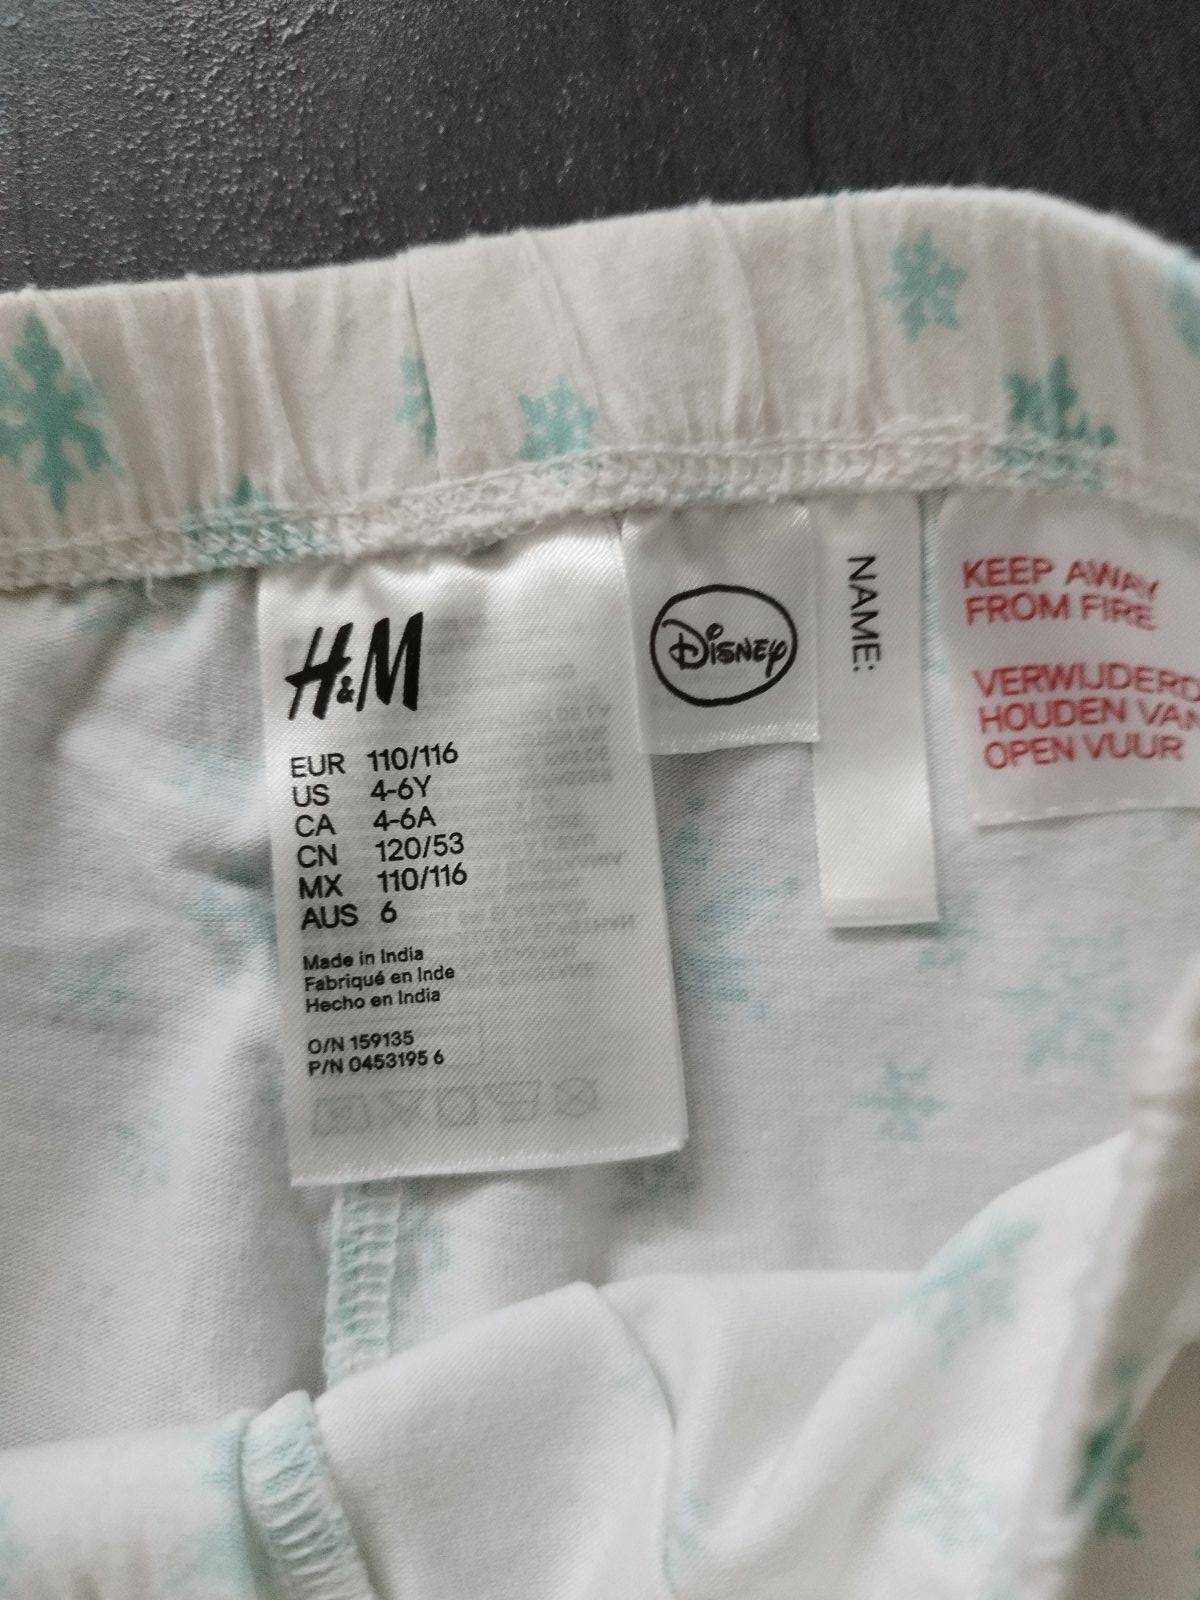 H&M
EUR 110/116
US 4-6Y
CA 4-6A
CN 120/53
MX 110/116
AUS 6
Made in India
Fabriqué en Inde
Hecho en India
O/N 159135
P/N 0453195 6
Disney
NAME:
KEEP AWAY
FROM FIRE
VERWIJDERD
HOUDEN VAN
OPEN VUUR